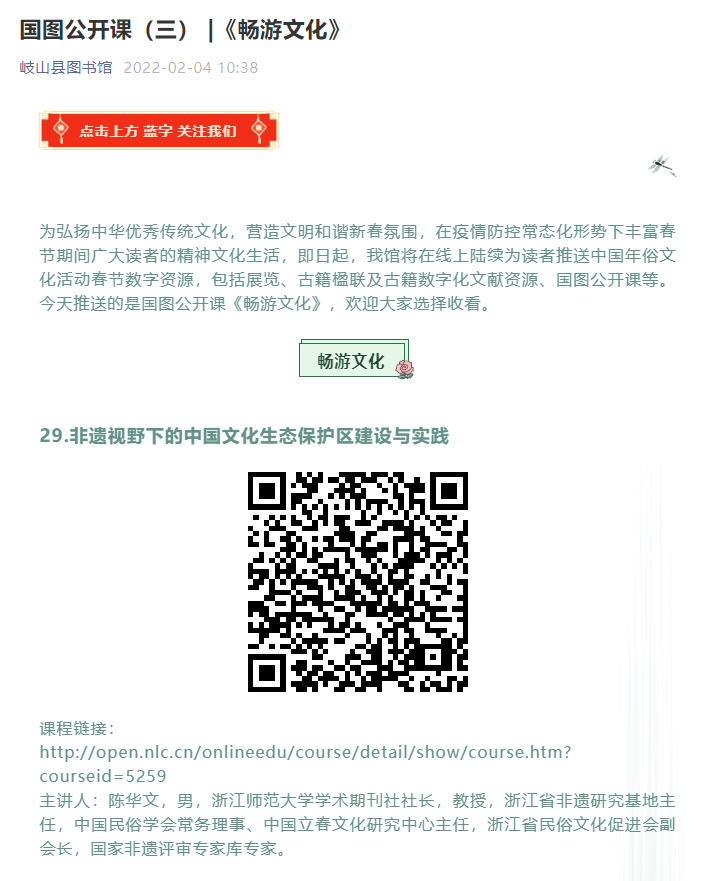 国图公开课（三） |《畅游文化》
岐山县图书馆 2022-02-04 10:38
点击上方 蓝字 关注我们
为弘扬中华优秀传统文化，营造文明和谐新春氛围，在疫情防控常态化形势下丰富春
节期间广大读者的精神文化生活，即日起，我馆将在线上陆续为读者推送中国年俗文
化活动春节数字资源，包括展览、古籍楹联及古籍数字化文献资源、国图公开课等。
今天推送的是国图公开课《畅游文化》，欢迎大家选择收看。
畅游文化
29.非遗视野下的中国文化生态保护区建设与实践
课程链接：
http://open.nlc.cn/onlineedu/course/detail/show/course.htm?
courseid=5259
主讲人：陈华文，男，浙江师范大学学术期刊社社长，教授，浙江省非遗研究基地主
任，中国民俗学会常务理事、中国立春文化研究中心主任，浙江省民俗文化促进会副
会长，国家非遗评审专家库专家。